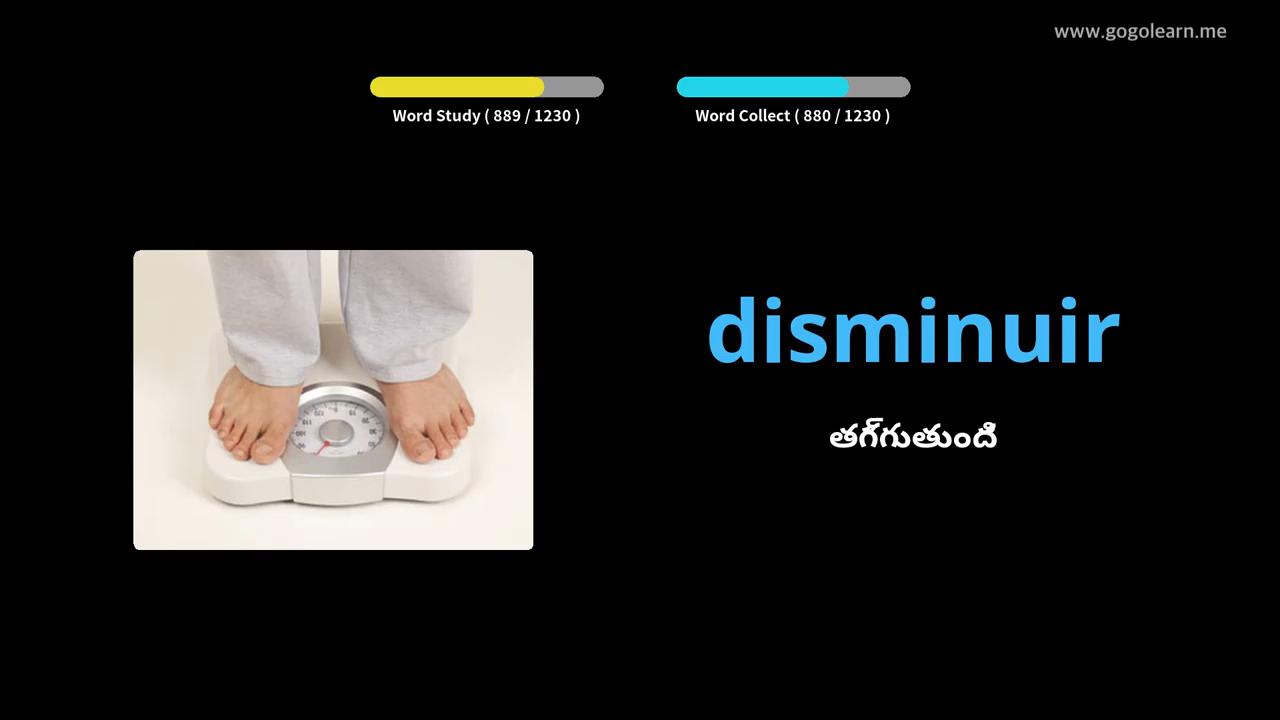 www.gogolearn.me
Word Study ( 889 / 1230 )
Word Collect ( 880 / 1230 )
disminuir
తగ్గుతుంది